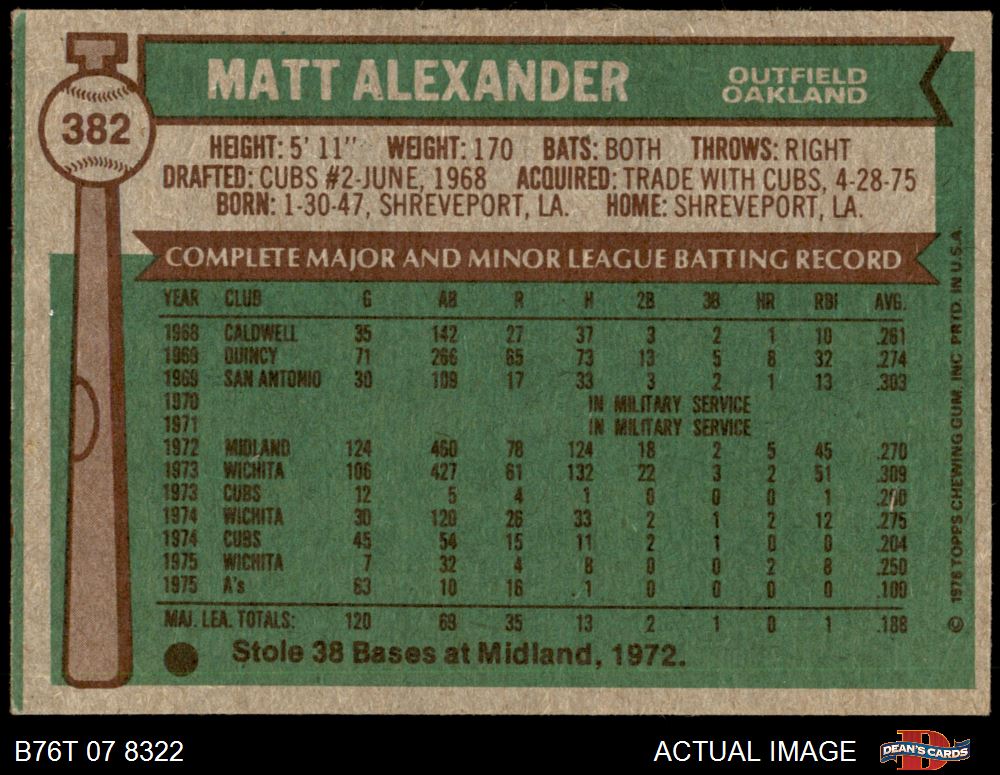 MATT ALEXANDER
OUTFIELD
OAKLAND
382
HEIGHT: 5' 11" WEIGHT: 170 BATS: BOTH THROWS: RIGHT
DRAFTED: CUBS #2-JUNE, 1968 ACQUIRED: TRADE WITH CUBS, 4-28-75
BORN: 1-30-47, SHREVEPORT, LA. HOME: SHREVEPORT, LA.
COMPLETE MAJOR AND MINOR LEAGUE BATTING RECORD
YEAR CLUB G AB R H 2B 3B HR RBI AVG.
1968 CALDWELL 35 142 27 37 3 2 1 10 .261
1969 QUINCY 71 266 65 73 13 5 8 32 .274
1969 SAN ANTONIO 30 109 17 33 3 2 1 13 .303
1970 IN MILITARY SERVICE
1971 IN MILITARY SERVICE
1972 MIDLAND 124 460 78 124 18 2 5 45 .270
1973 WICHITA 106 427 61 132 22 3 2 51 .309
1973 CUBS 12 5 4 1 0 0 0 1 .200
1974 WICHITA 30 120 26 33 2 1 2 12 .275
1974 CUBS 45 54 15 11 2 1 0 0 .204
1975 WICHITA 7 32 4 8 0 0 2 8 .250
1975 A's 63 10 16 1 0 0 0 0 .100
MAJ. LEA. TOTALS: 120 69 35 13 2 1 0 1 .188
Stole 38 Bases at Midland, 1972.
© 1976 TOPPS CHEWING GUM, INC. PRTD. IN U.S.A.
B76T 07 8322
ACTUAL IMAGE
D
DEAN'S CARDS